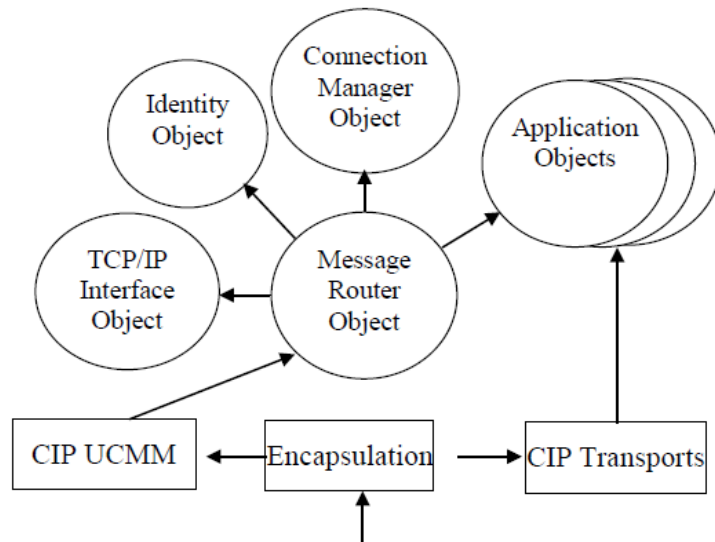 Connection
Manager
Object
Identity
Object
Application
Objects
TCP/IP
Interface
Object
Message
Router
Object
CIP UCMM
Encapsulation
CIP Transports